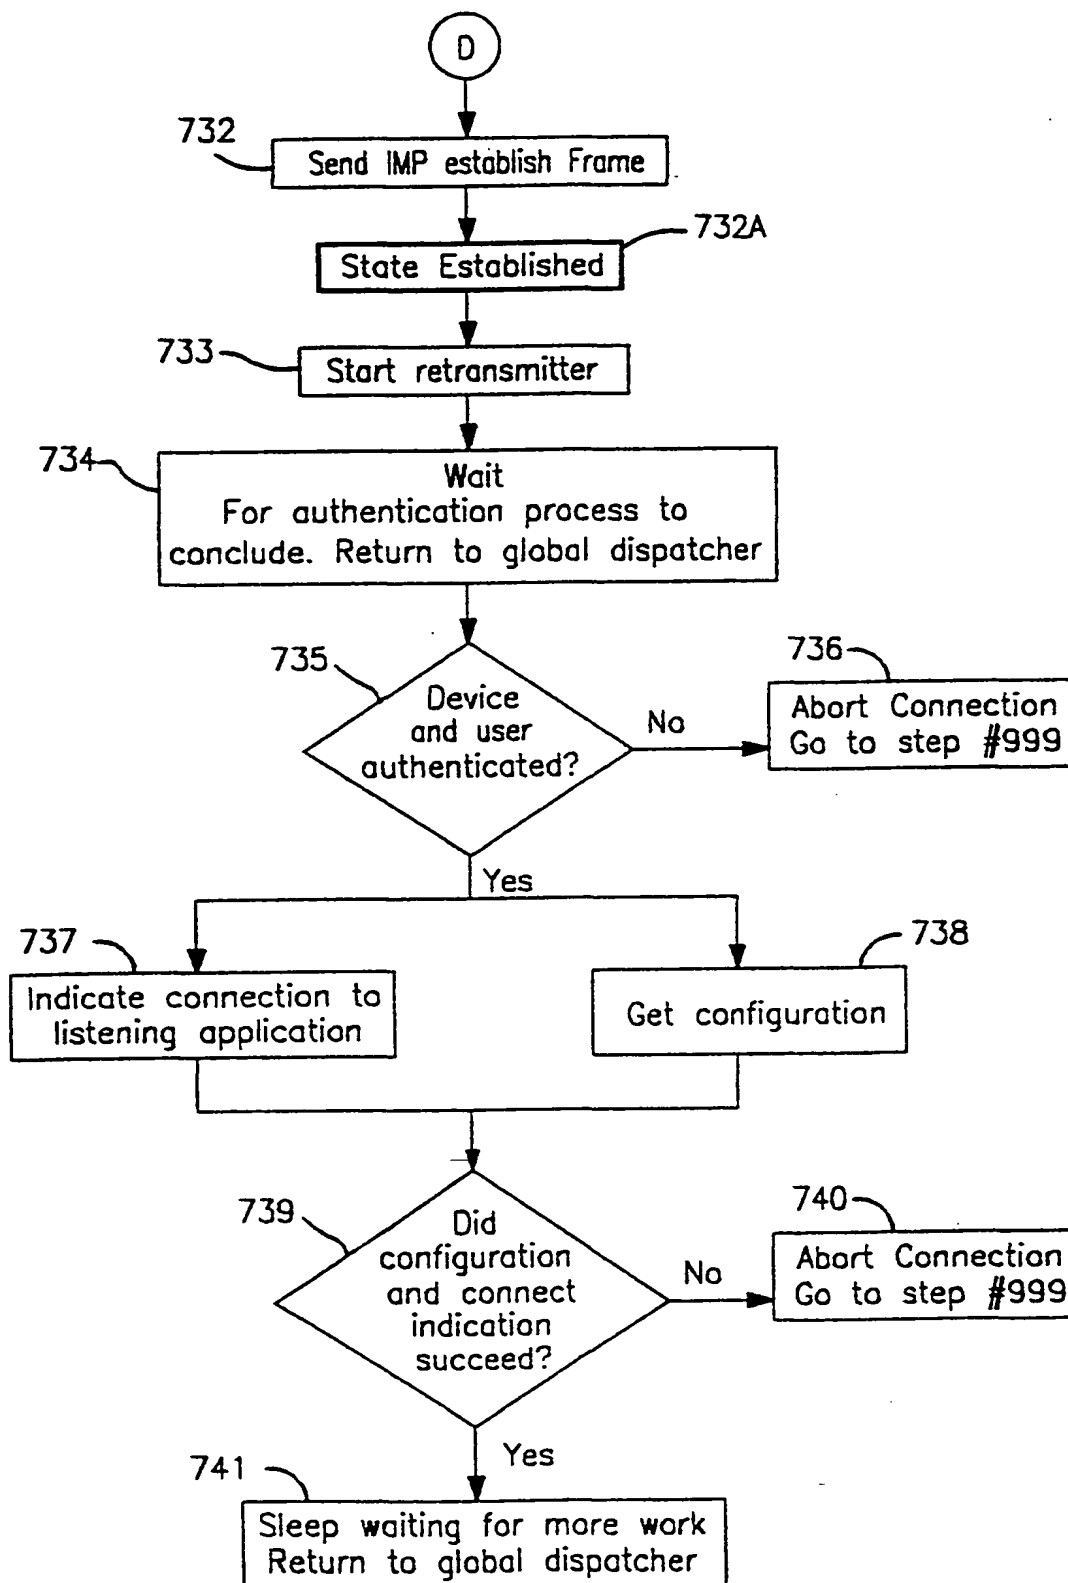 D
732
Send IMP establish Frame
732A
State Established
733
Start retransmitter
734
Wait
For authentication process to
conclude. Return to global dispatcher
735
Device
and user
authenticated?
No
736
Abort Connection
Go to step #999
Yes
737
Indicate connection to
listening application
738
Get configuration
739
Did
configuration
and connect
indication
succeed?
No
740
Abort Connection
Go to step #999
Yes
741
Sleep waiting for more work
Return to global dispatcher